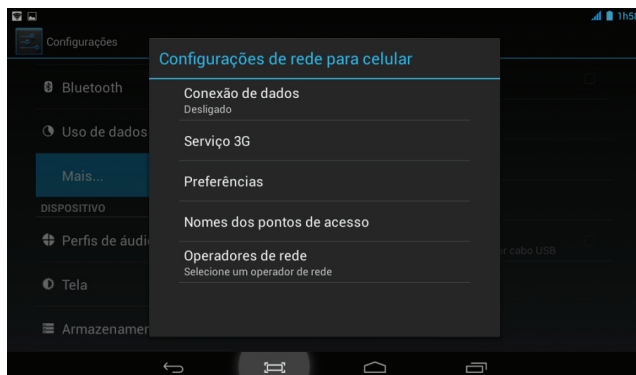 1h58
Configurações
Configurações de rede para celular
Bluetooth
Uso de dados
Mais...
DISPOSITIVO
Perfis de áudi
Tela
Armazenamer
Conexão de dados
Desligado
Serviço 3G
Preferências
Nomes dos pontos de acesso
Operadores de rede
Selecione um operador de rede
cabo USB